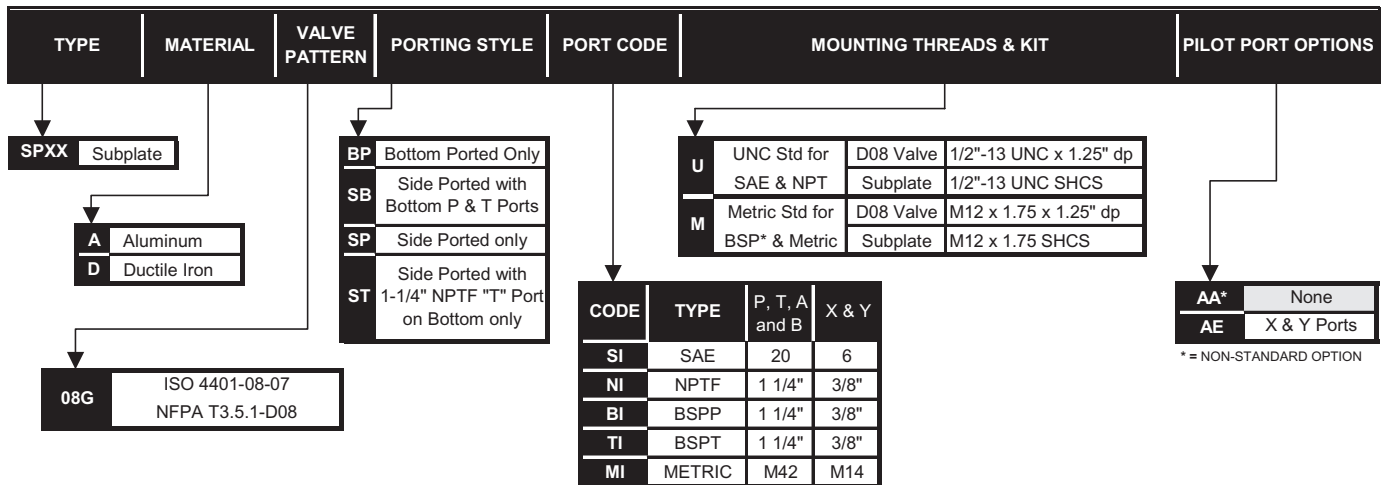 TYPE
MATERIAL
VALVE
PATTERN
PORTING STYLE
PORT CODE
MOUNTING THREADS & KIT
PILOT PORT OPTIONS
SPXX Subplate
A Aluminum
D Ductile Iron
08G
ISO 4401-08-07
NFPA T3.5.1-D08
BP Bottom Ported Only
SB
Side Ported with
Bottom P & T Ports
SP Side Ported only
ST
Side Ported with
1-1/4" NPTF "T" Port
on Bottom only
CODE TYPE P, T, A and B X & Y
SI SAE 20 6
NI NPTF 1 1/4" 3/8"
BI BSPP 1 1/4" 3/8"
TI BSPT 1 1/4" 3/8"
MI METRIC M42 M14
U
UNC Std for D08 Valve 1/2"-13 UNC x 1.25" dp
SAE & NPT Subplate 1/2"-13 UNC SHCS
M
Metric Std for D08 Valve M12 x 1.75 x 1.25" dp
BSP* & Metric Subplate M12 x 1.75 SHCS
AA* None
AE X & Y Ports
* = NON-STANDARD OPTION